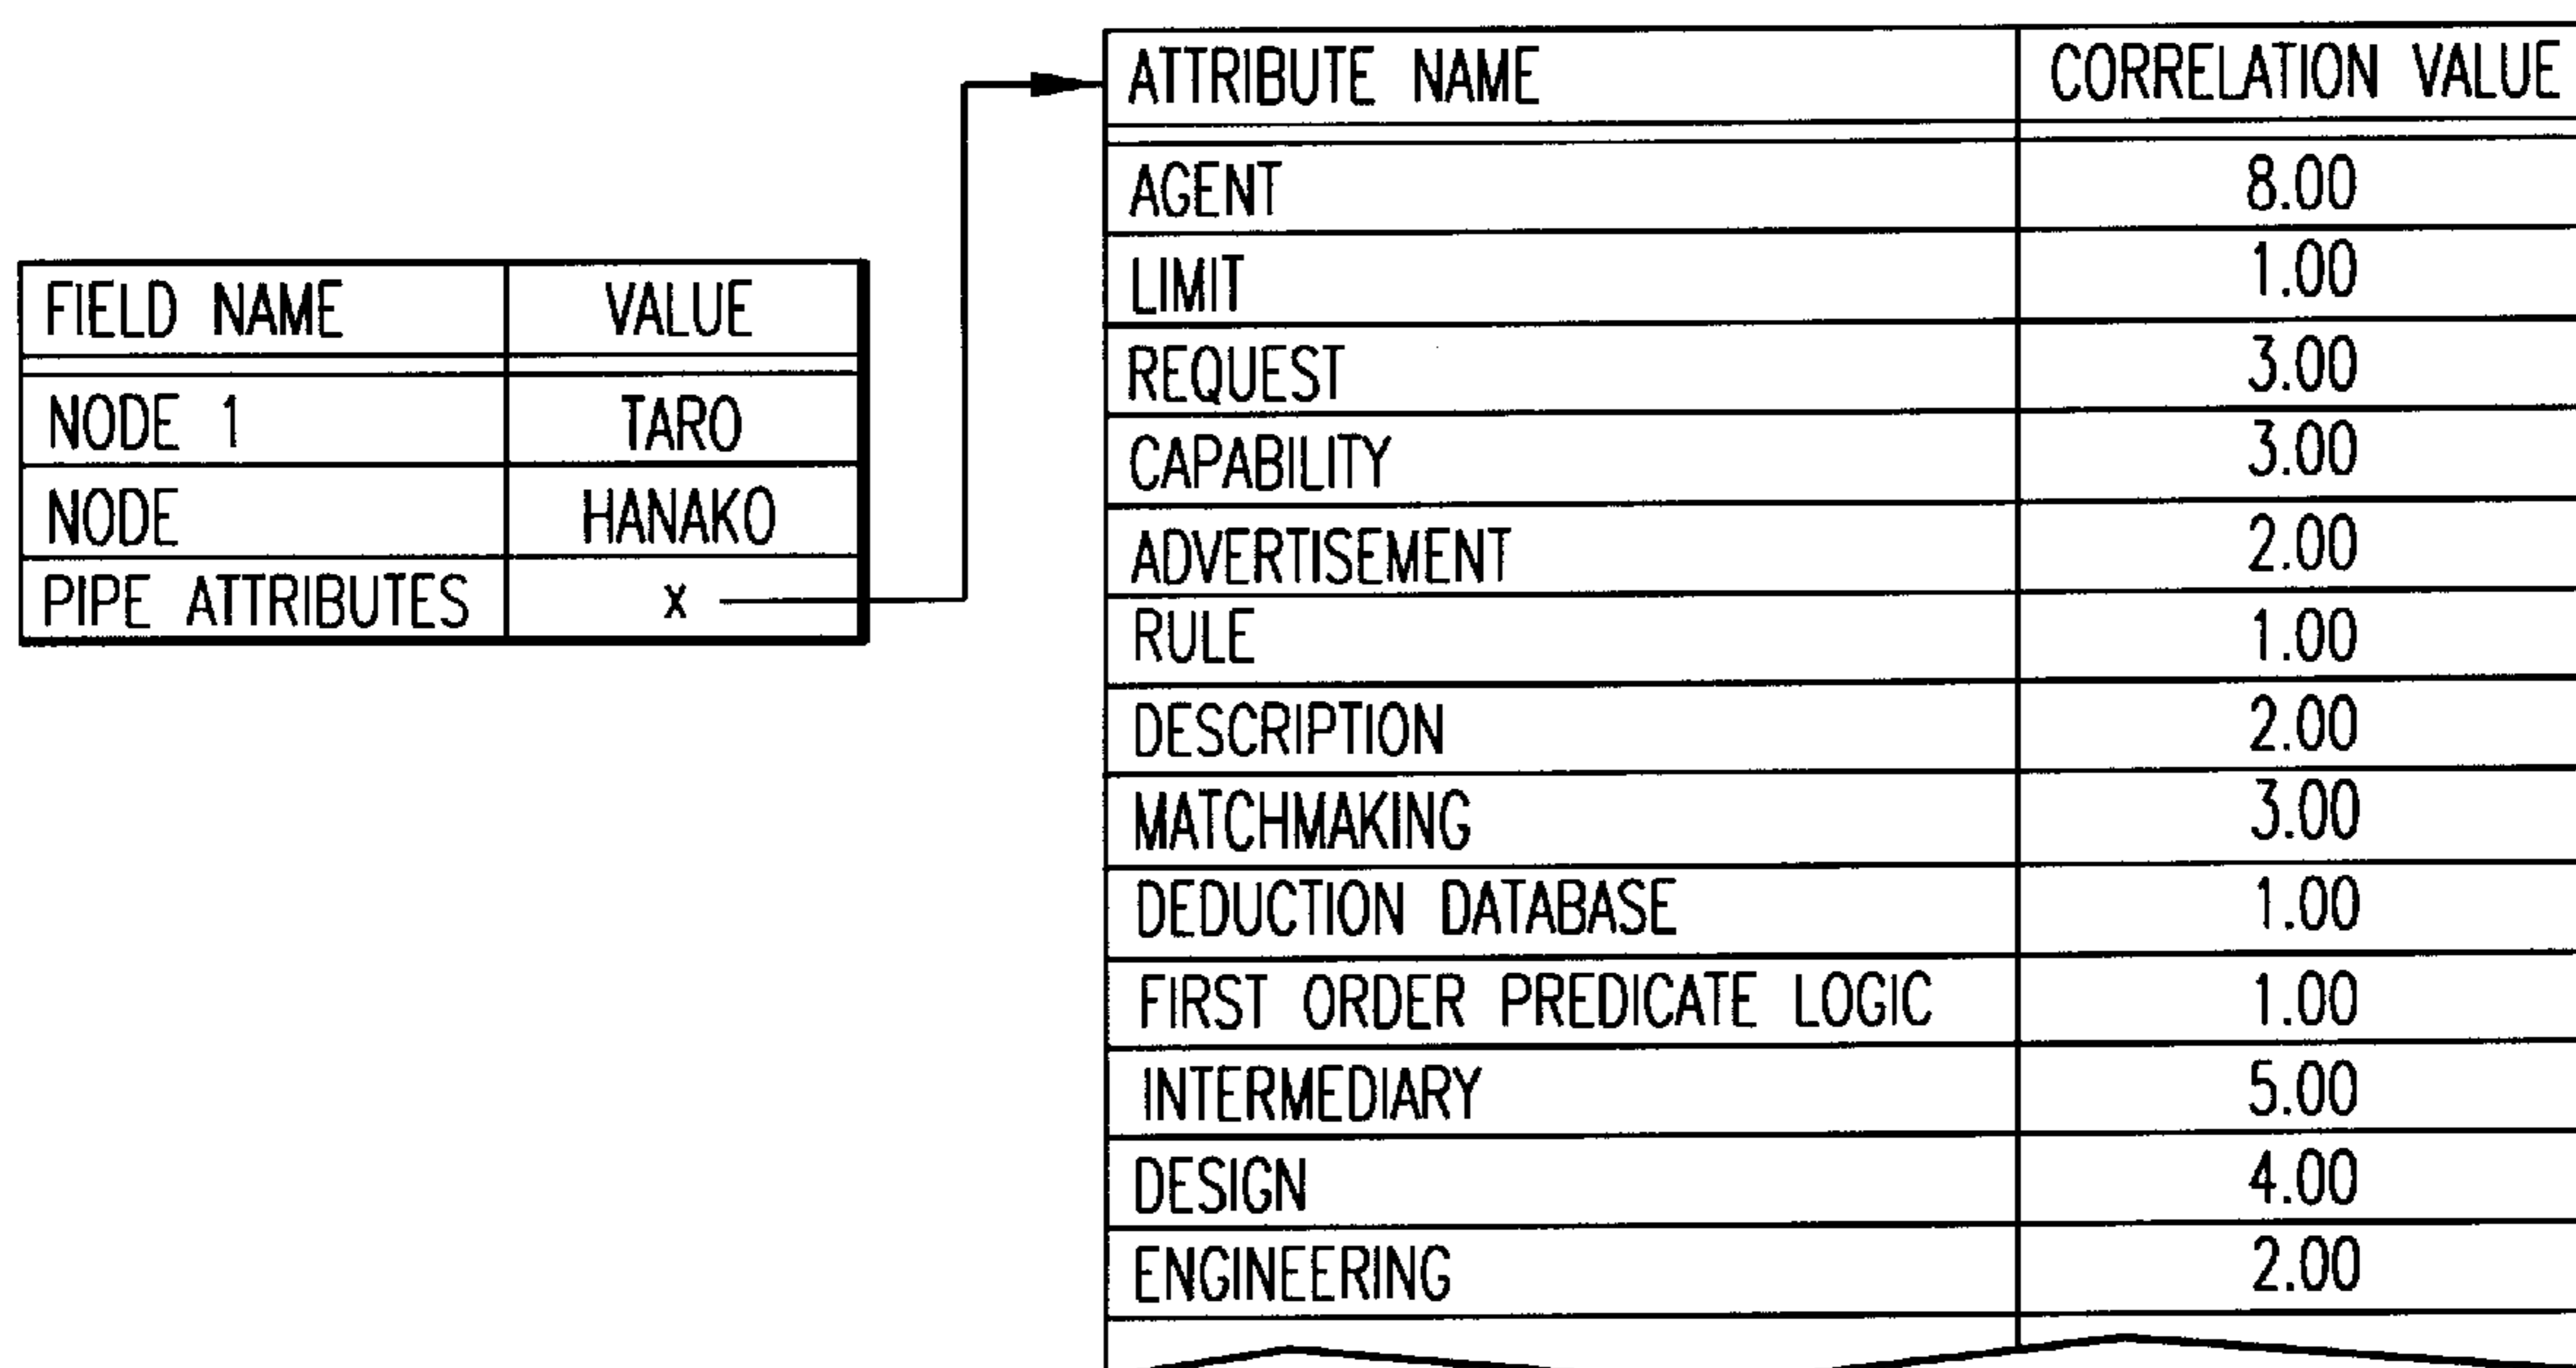 FIELD NAME VALUE
NODE 1 TARO
NODE HANAKO
PIPE ATTRIBUTES x
ATTRIBUTE NAME CORRELATION VALUE
AGENT 8.00
LIMIT 1.00
REQUEST 3.00
CAPABILITY 3.00
ADVERTISEMENT 2.00
RULE 1.00
DESCRIPTION 2.00
MATCHMAKING 3.00
DEDUCTION DATABASE 1.00
FIRST ORDER PREDICATE LOGIC 1.00
INTERMEDIARY 5.00
DESIGN 4.00
ENGINEERING 2.00